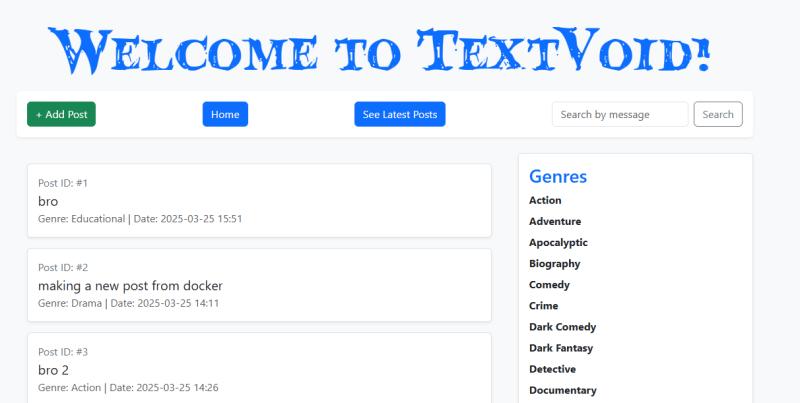 Welcome to TextVoid!
+ Add Post
Home
See Latest Posts
Search by message
Search
Post ID: #1
bro
Genre: Educational | Date: 2025-03-25 15:51
Post ID: #2
making a new post from docker
Genre: Drama | Date: 2025-03-25 14:11
Post ID: #3
bro 2
Genre: Action | Date: 2025-03-25 14:26
Genres
Action
Adventure
Apocalyptic
Biography
Comedy
Crime
Dark Comedy
Dark Fantasy
Detective
Documentary